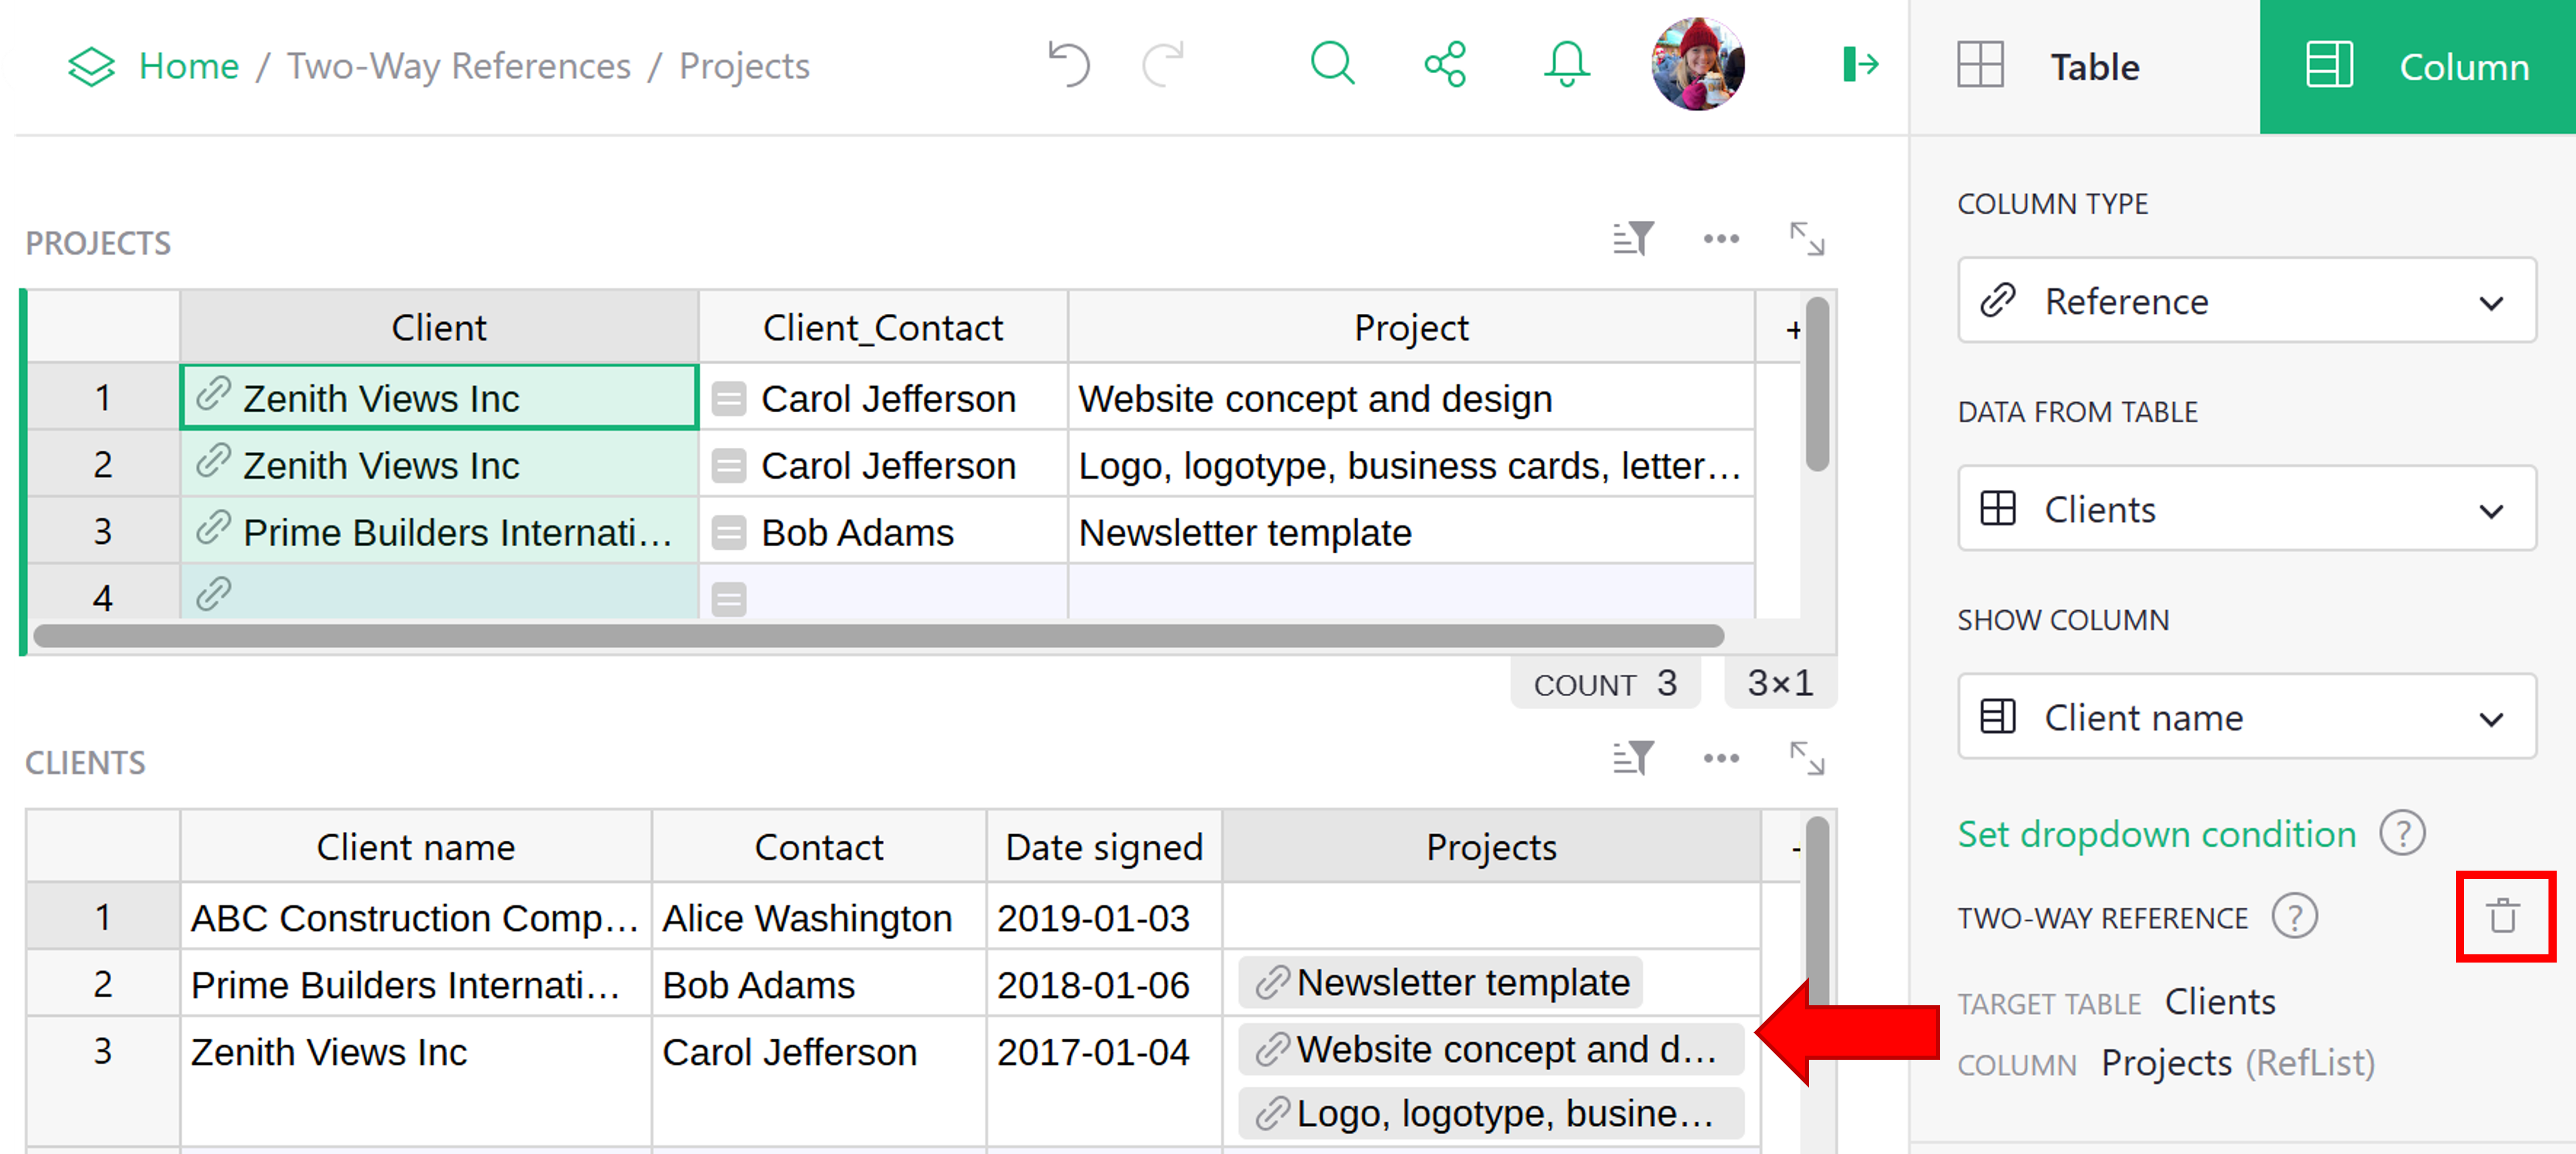 Home / Two-Way References / Projects
Table
Column
PROJECTS
Client Client_Contact Project +
1 Zenith Views Inc Carol Jefferson Website concept and design
2 Zenith Views Inc Carol Jefferson Logo, logotype, business cards, letter…
3 Prime Builders Internati… Bob Adams Newsletter template
4
COUNT 3 3×1
CLIENTS
Client name Contact Date signed Projects
1 ABC Construction Comp… Alice Washington 2019-01-03
2 Prime Builders Internati… Bob Adams 2018-01-06 Newsletter template
3 Zenith Views Inc Carol Jefferson 2017-01-04 Website concept and d…
Logo, logotype, busine…
COLUMN TYPE
Reference
DATA FROM TABLE
Clients
SHOW COLUMN
Client name
Set dropdown condition ?
TWO-WAY REFERENCE ?
TARGET TABLE Clients
COLUMN Projects (RefList)